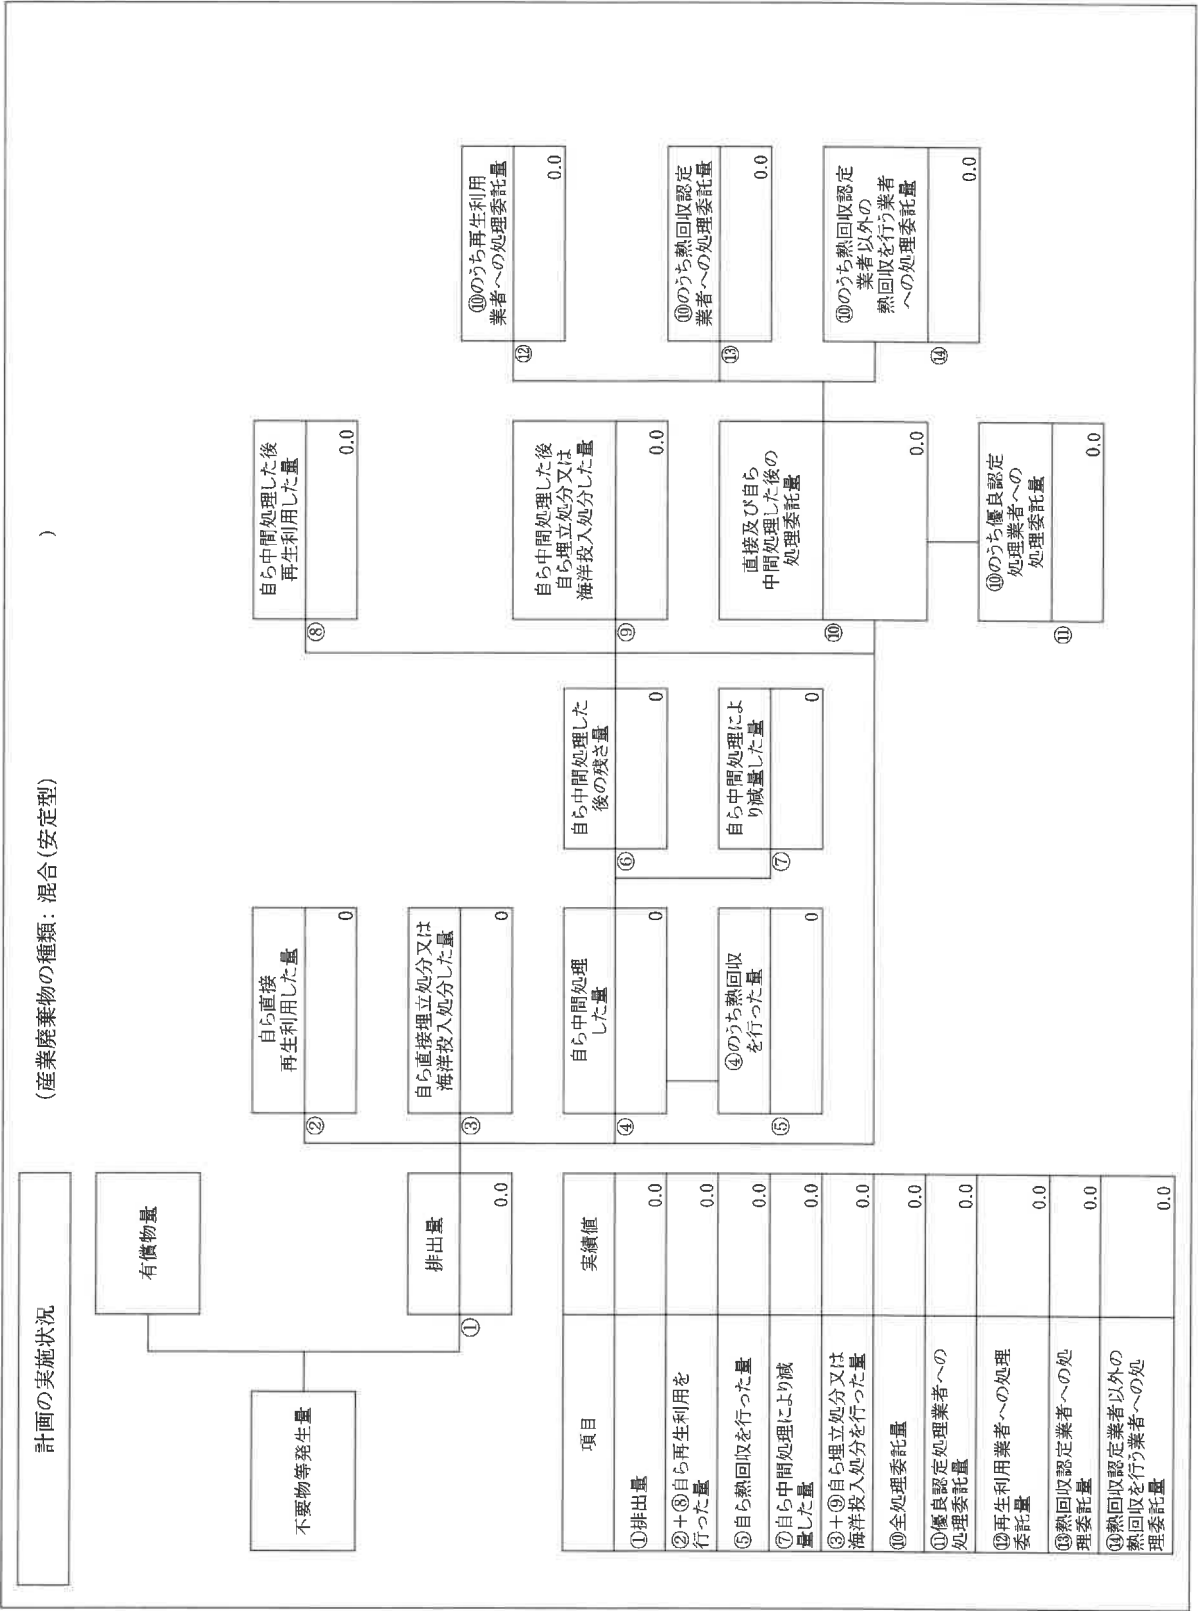 計画の実施状況
(産業廃棄物の種類: 混合(安定型)
)
不要物等発生量
有償物量
排出量
①
0.0
自ら直接
再生利用した量
②
0
自ら直接埋立処分又は
海洋投入処分した量
③
0
自ら中間処理
した量
④
0
④のうち熱回収
を行った量
⑤
0
自ら中間処理した
後の残さ量
⑥
0
自ら中間処理によ
り減量した量
⑦
0
自ら中間処理した後
再生利用した量
⑧
0.0
自ら中間処理した後
自ら埋立処分又は
海洋投入処分した量
⑨
0.0
直接及び自ら
中間処理した後の
処理委託量
⑩
0.0
⑩のうち優良認定
処理業者への
処理委託量
⑪
0.0
⑩のうち再生利用
業者への処理委託量
⑫
0.0
⑩のうち熱回収認定
業者への処理委託量
⑬
0.0
⑩のうち熱回収認定
業者以外の
熱回収を行う業者
への処理委託量
⑭
0.0
項目
実績値
①排出量
0.0
②+⑧自ら再生利用を
行った量
0.0
⑤自ら熱回収を行った量
0.0
⑦自ら中間処理により減
量した量
0.0
③+⑨自ら埋立処分又は
海洋投入処分を行った量
0.0
⑩全処理委託量
0.0
⑪優良認定処理業者への
処理委託量
0.0
⑫再生利用業者への処理
委託量
0.0
⑬熱回収認定業者への処
理委託量
0.0
⑭熱回収認定業者以外の
熱回収を行う業者への処
理委託量
0.0